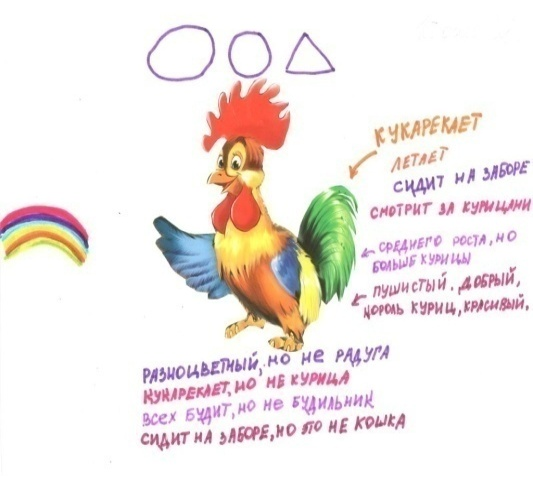 КУКАРЕКАЕТ
ЛЕТАЕТ
СИДИТ НА ЗАБОРЕ
СМОТРИТ ЗА КУРИЦАМИ
СРЕДНЕГО РОСТА, НО
БОЛЬШЕ КУРИЦЫ
ПУШИСТЫЙ, ДОБРЫЙ,
КОРОЛЬ КУРИЦ, КРАСИВЫЙ.
РАЗНОЦВЕТНЫЙ, НО НЕ РАДУГА
КУКАРЕКАЕТ, НО НЕ КУРИЦА
ВСЕХ БУДИТ, НО НЕ БУДИЛЬНИК
СИДИТ НА ЗАБОРЕ, НО ЭТО НЕ КОШКА